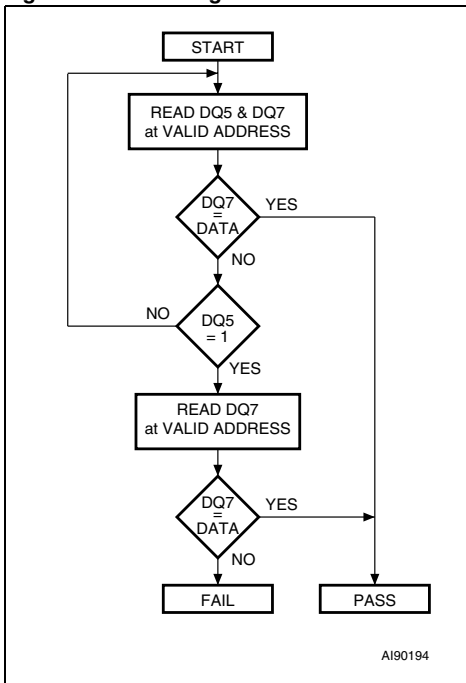 START
READ DQ5 & DQ7
at VALID ADDRESS
DQ7
=
DATA
YES
NO
NO
DQ5
= 1
YES
READ DQ7
at VALID ADDRESS
DQ7
=
DATA
YES
NO
FAIL
PASS
AI90194